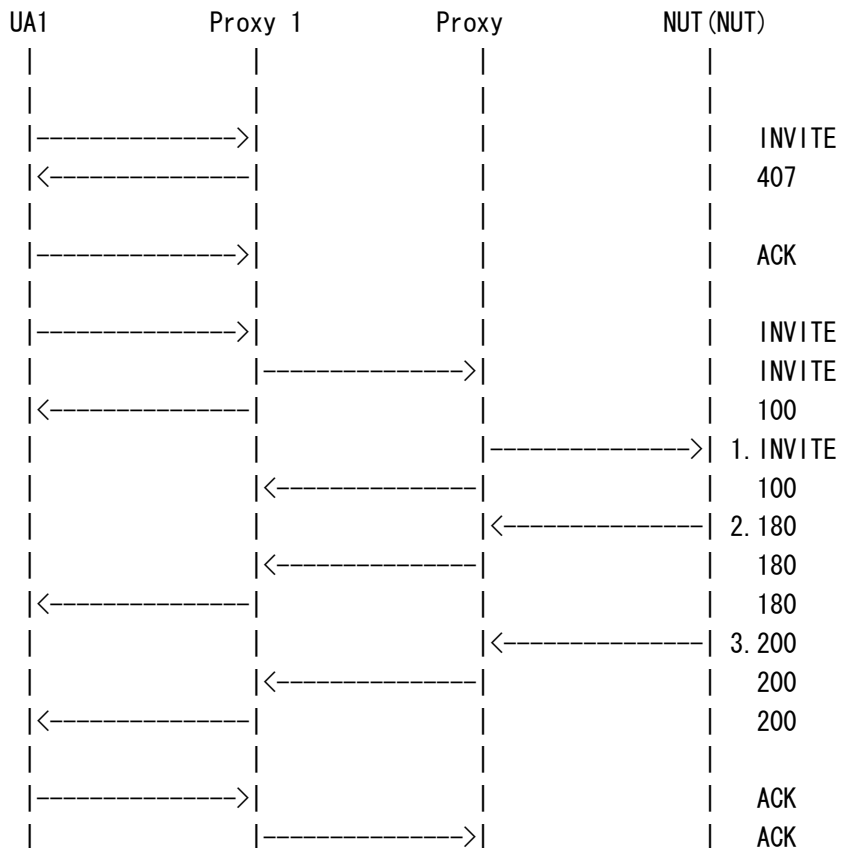 UA1 Proxy 1 Proxy NUT(NUT)
INVITE
407
ACK
INVITE
INVITE
100
1.INVITE
100
2.180
180
180
3.200
200
200
ACK
ACK